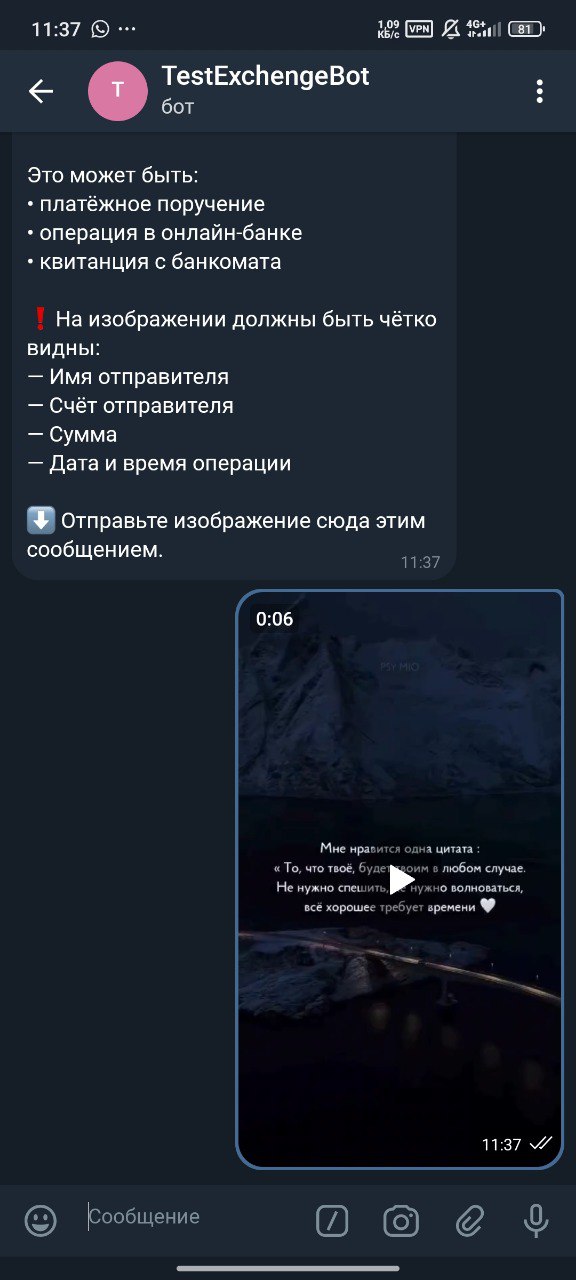 11:37
1,09
КБ/с
VPN
4G+
81
T
TestExchengeBot
бот
Это может быть:
• платёжное поручение
• операция в онлайн-банке
• квитанция с банкомата
❗ На изображении должны быть чётко
видны:
— Имя отправителя
— Счёт отправителя
— Сумма
— Дата и время операции
⬇️ Отправьте изображение сюда этим
сообщением.
11:37
0:06
PSY MIO
Мне нравится одна цитата :
« То, что твоё, будет твоим в любом случае.
Не нужно спешить, не нужно волноваться,
всё хорошее требует времени 🤍
11:37
Сообщение